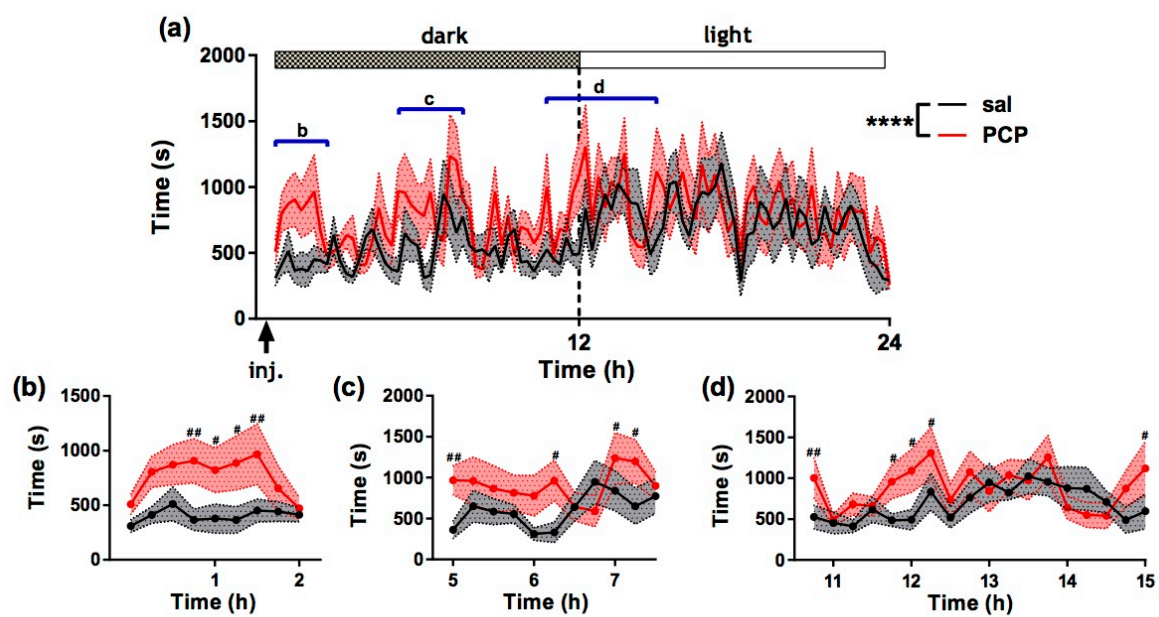 (a)
dark light
2000
1500
1000
500
0
Time (s)
b
c
d
**** sal
PCP
12
24
Time (h)
inj.
(b)
1500
1000
500
0
Time (s)
## # # ##
1
2
Time (h)
(c)
2000
1500
1000
500
0
Time (s)
## # # #
5
6
7
Time (h)
(d)
2000
1500
1000
500
0
Time (s)
## # # # #
11
12
13
14
15
Time (h)